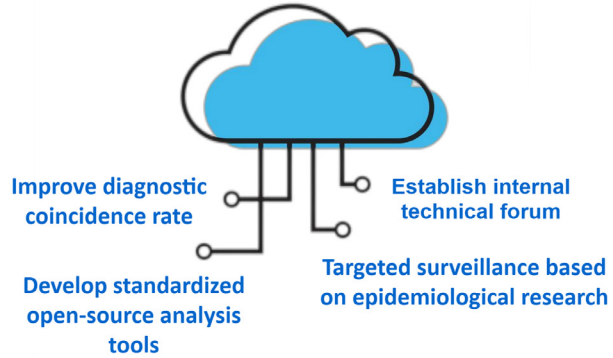 Improve diagnostic
coincidence rate
Establish internal
technical forum
Develop standardized
open-source analysis
tools
Targeted surveillance based
on epidemiological research